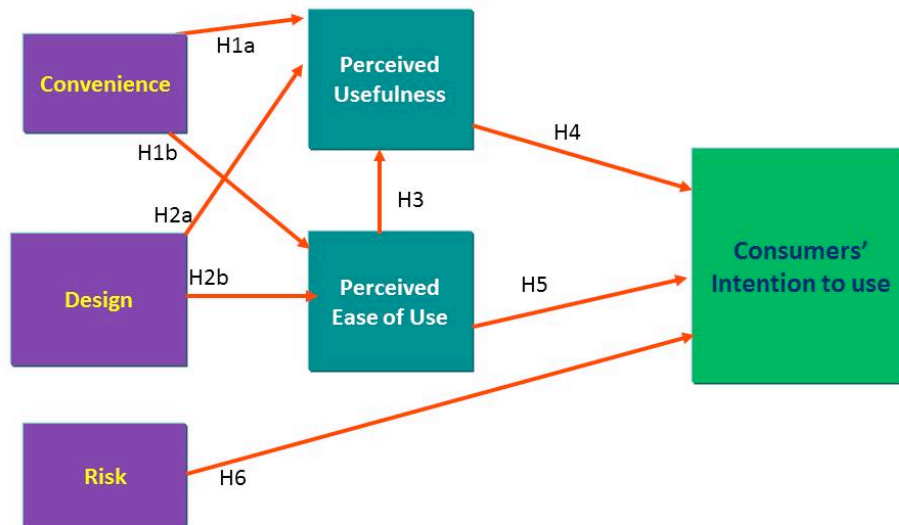 H1a
Convenience
Perceived
Usefulness
H1b
H4
H2a
H3
Consumers'
Intention to use
H2b
Design
Perceived
Ease of Use
H5
Risk
H6